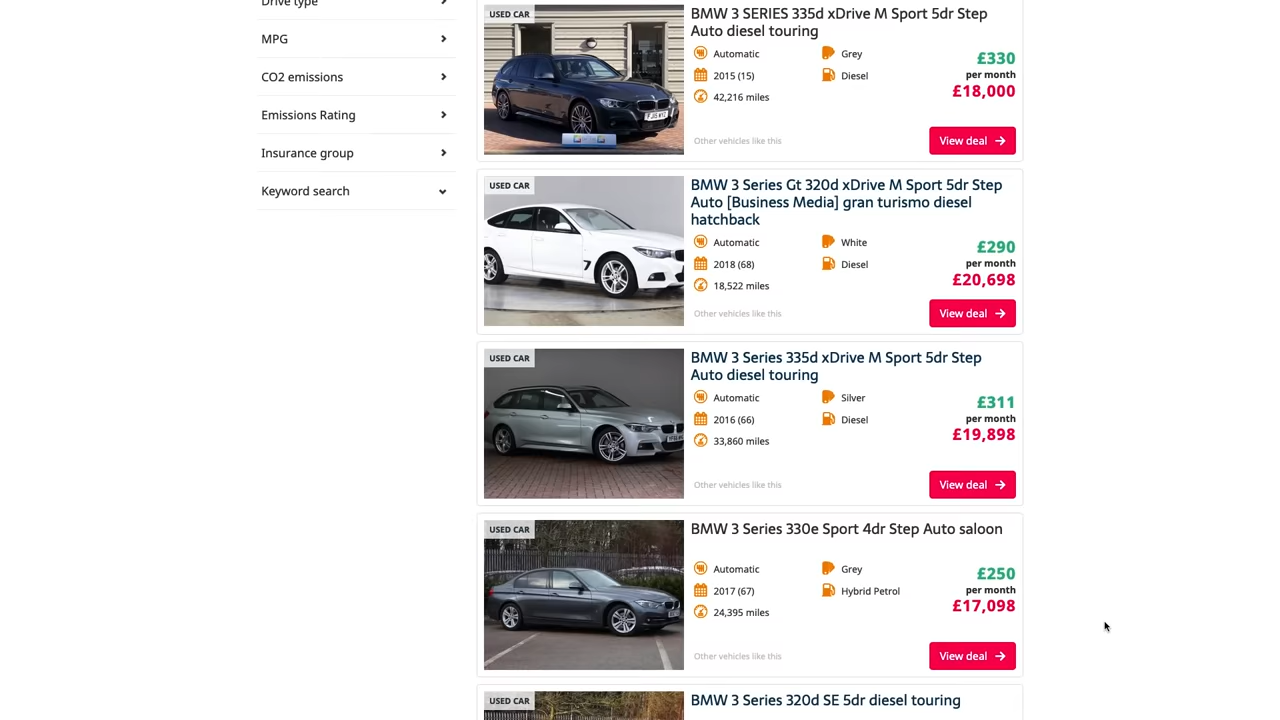 Drive type
MPG
CO2 emissions
Emissions Rating
Insurance group
Keyword search
USED CAR
BMW 3 SERIES 335d xDrive M Sport 5dr Step
Auto diesel touring
Automatic
Grey
2015 (15)
Diesel
42,216 miles
£330
per month
£18,000
Other vehicles like this
View deal
USED CAR
BMW 3 Series Gt 320d xDrive M Sport 5dr Step
Auto [Business Media] gran turismo diesel
hatchback
Automatic
White
2018 (68)
Diesel
18,522 miles
£290
per month
£20,698
Other vehicles like this
View deal
USED CAR
BMW 3 Series 335d xDrive M Sport 5dr Step
Auto diesel touring
Automatic
Silver
2016 (66)
Diesel
33,860 miles
£311
per month
£19,898
Other vehicles like this
View deal
USED CAR
BMW 3 Series 330e Sport 4dr Step Auto saloon
Automatic
Grey
2017 (67)
Hybrid Petrol
24,395 miles
£250
per month
£17,098
Other vehicles like this
View deal
USED CAR
BMW 3 Series 320d SE 5dr diesel touring